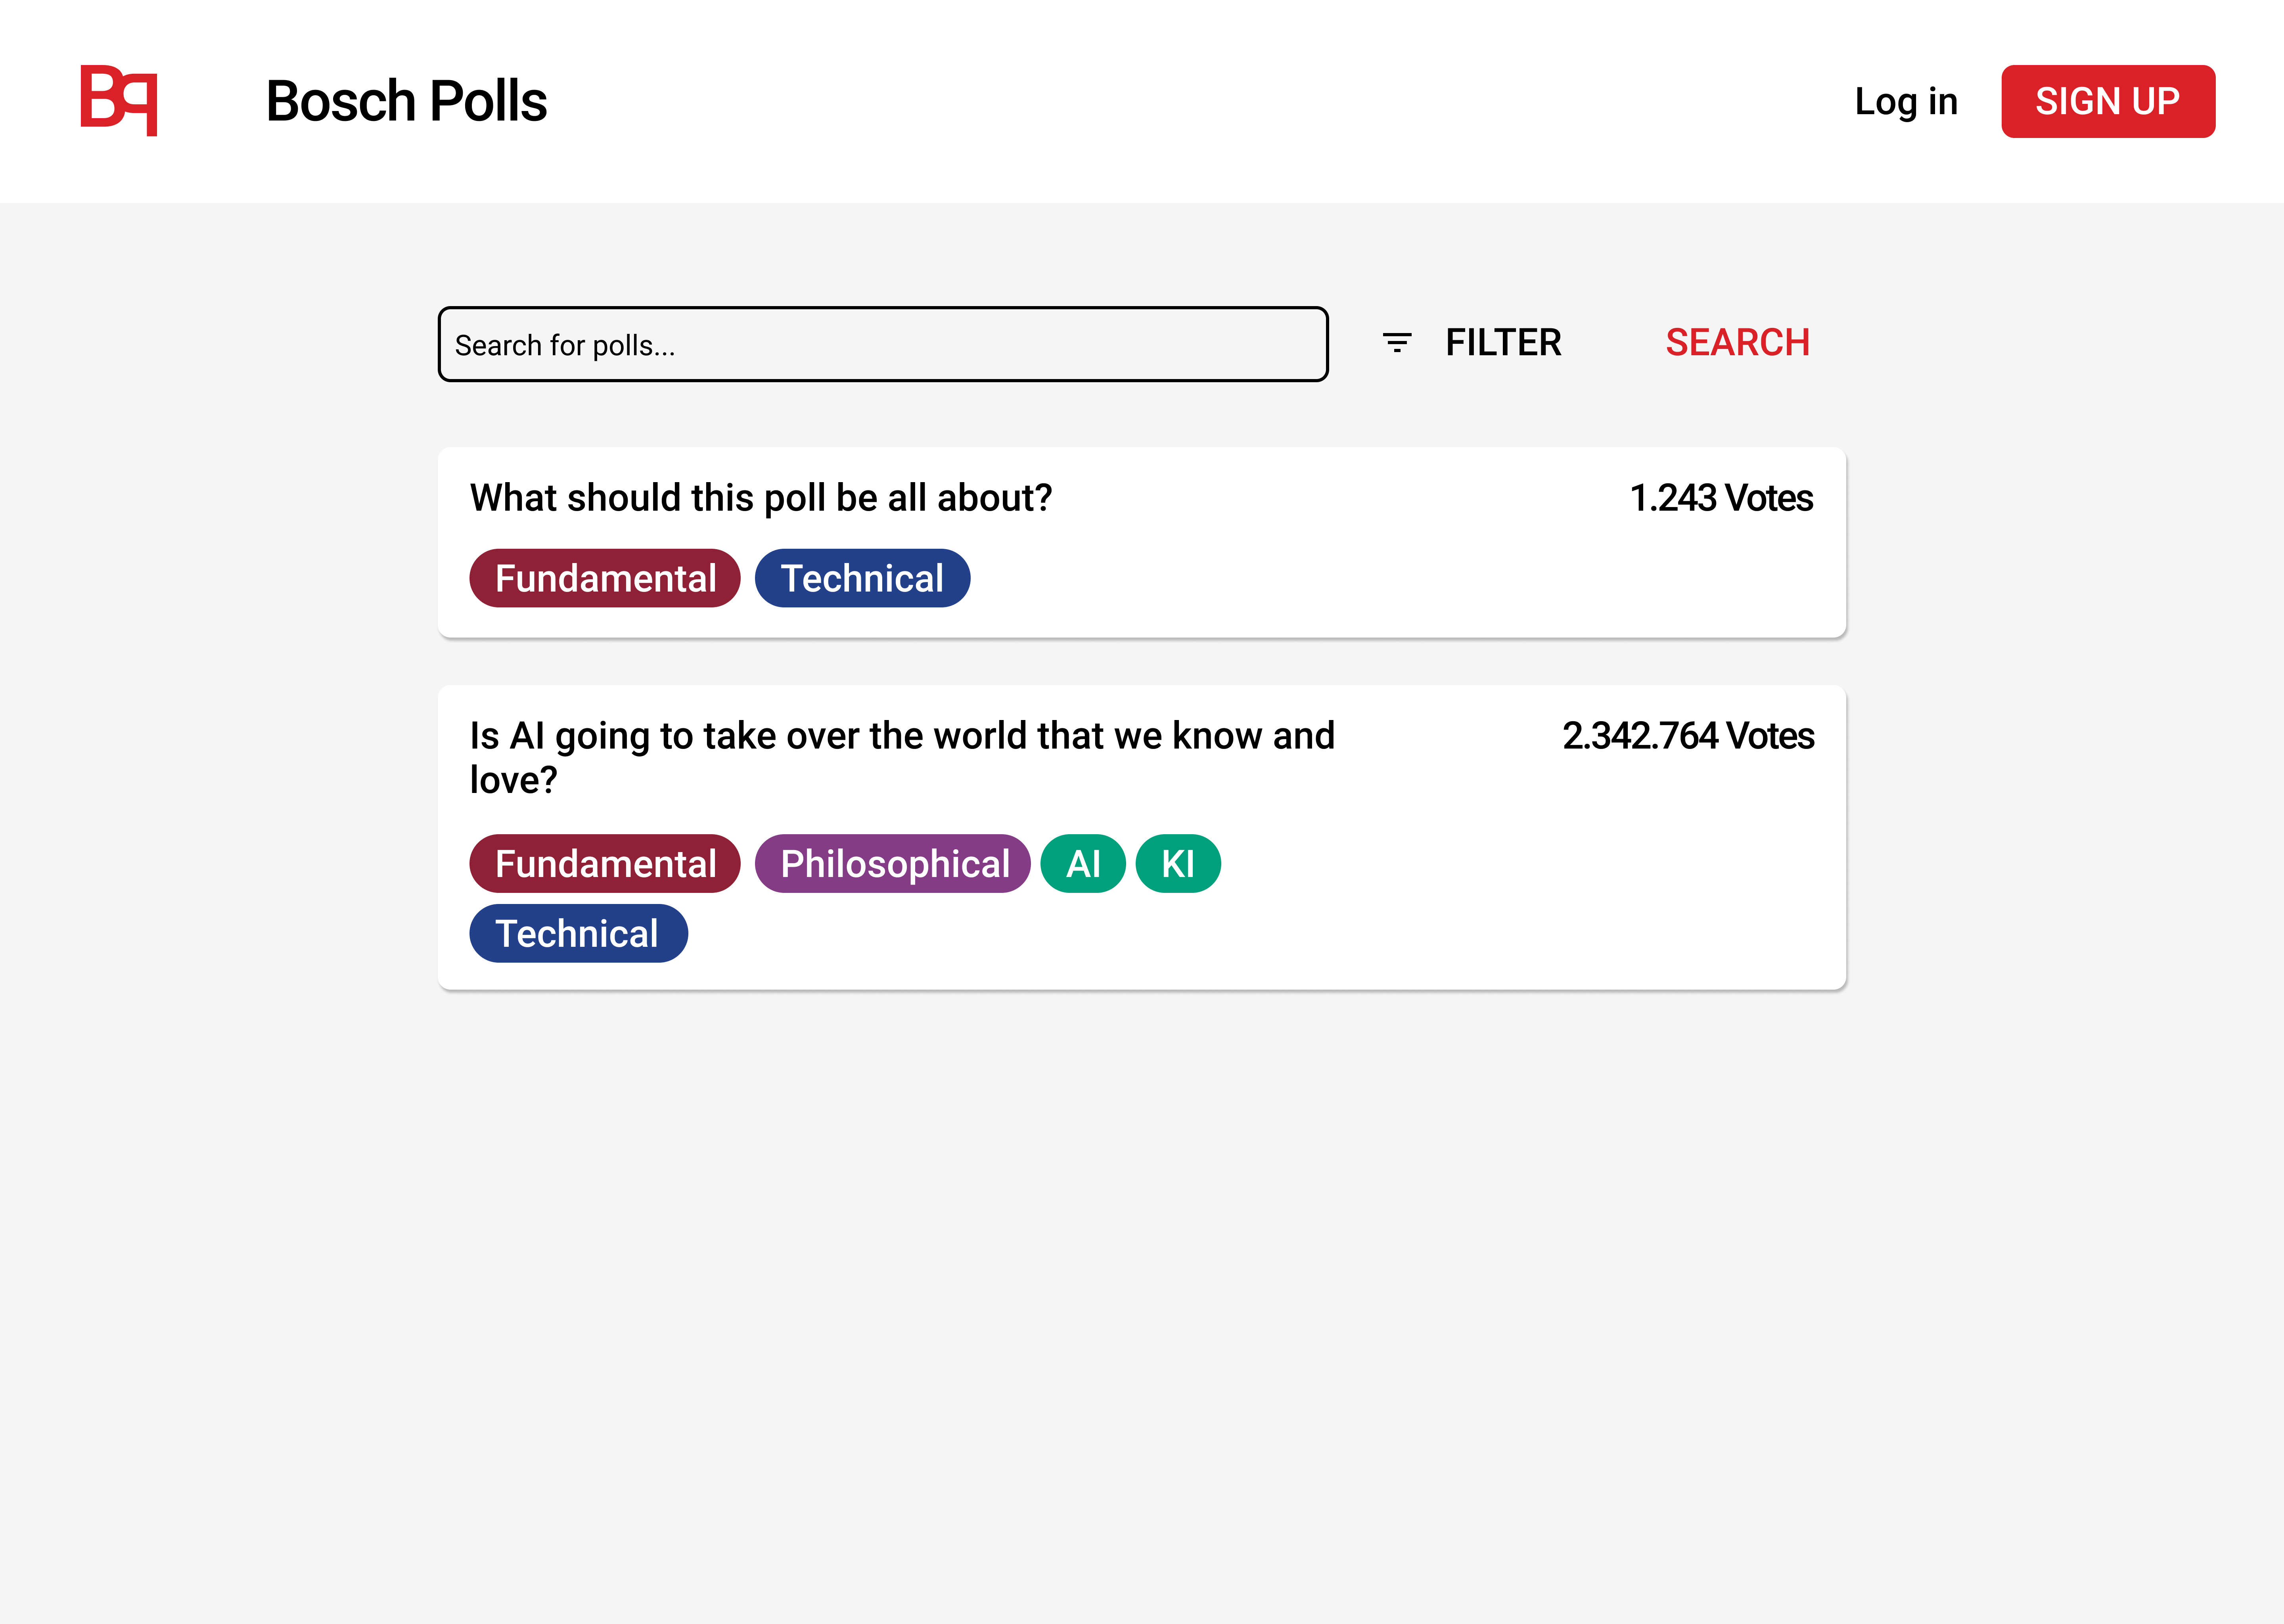 Bq
Bosch Polls
Log in
SIGN UP
Search for polls...
FILTER
SEARCH
What should this poll be all about?
1.243 Votes
Fundamental
Technical
Is AI going to take over the world that we know and
love?
2.342.764 Votes
Fundamental
Philosophical
AI
KI
Technical